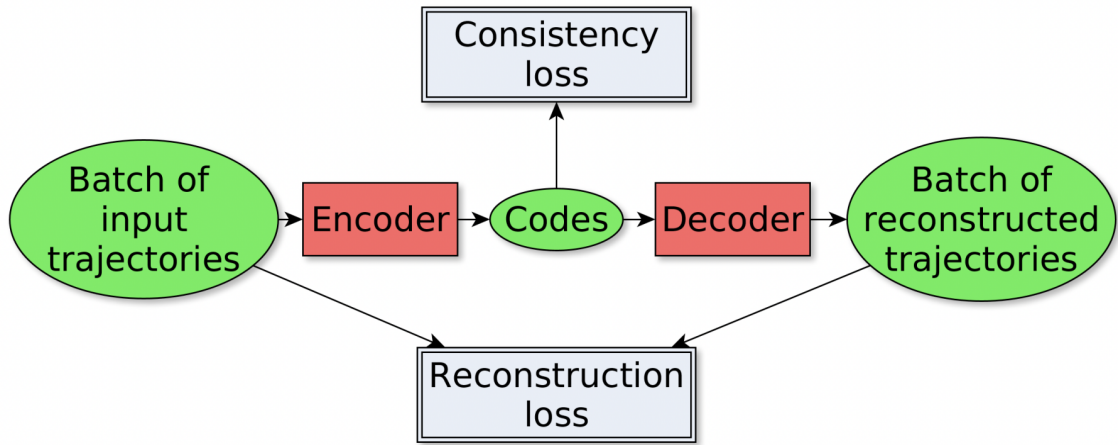 Consistency
loss
Batch of
input
trajectories
Encoder
Codes
Decoder
Batch of
reconstructed
trajectories
Reconstruction
loss